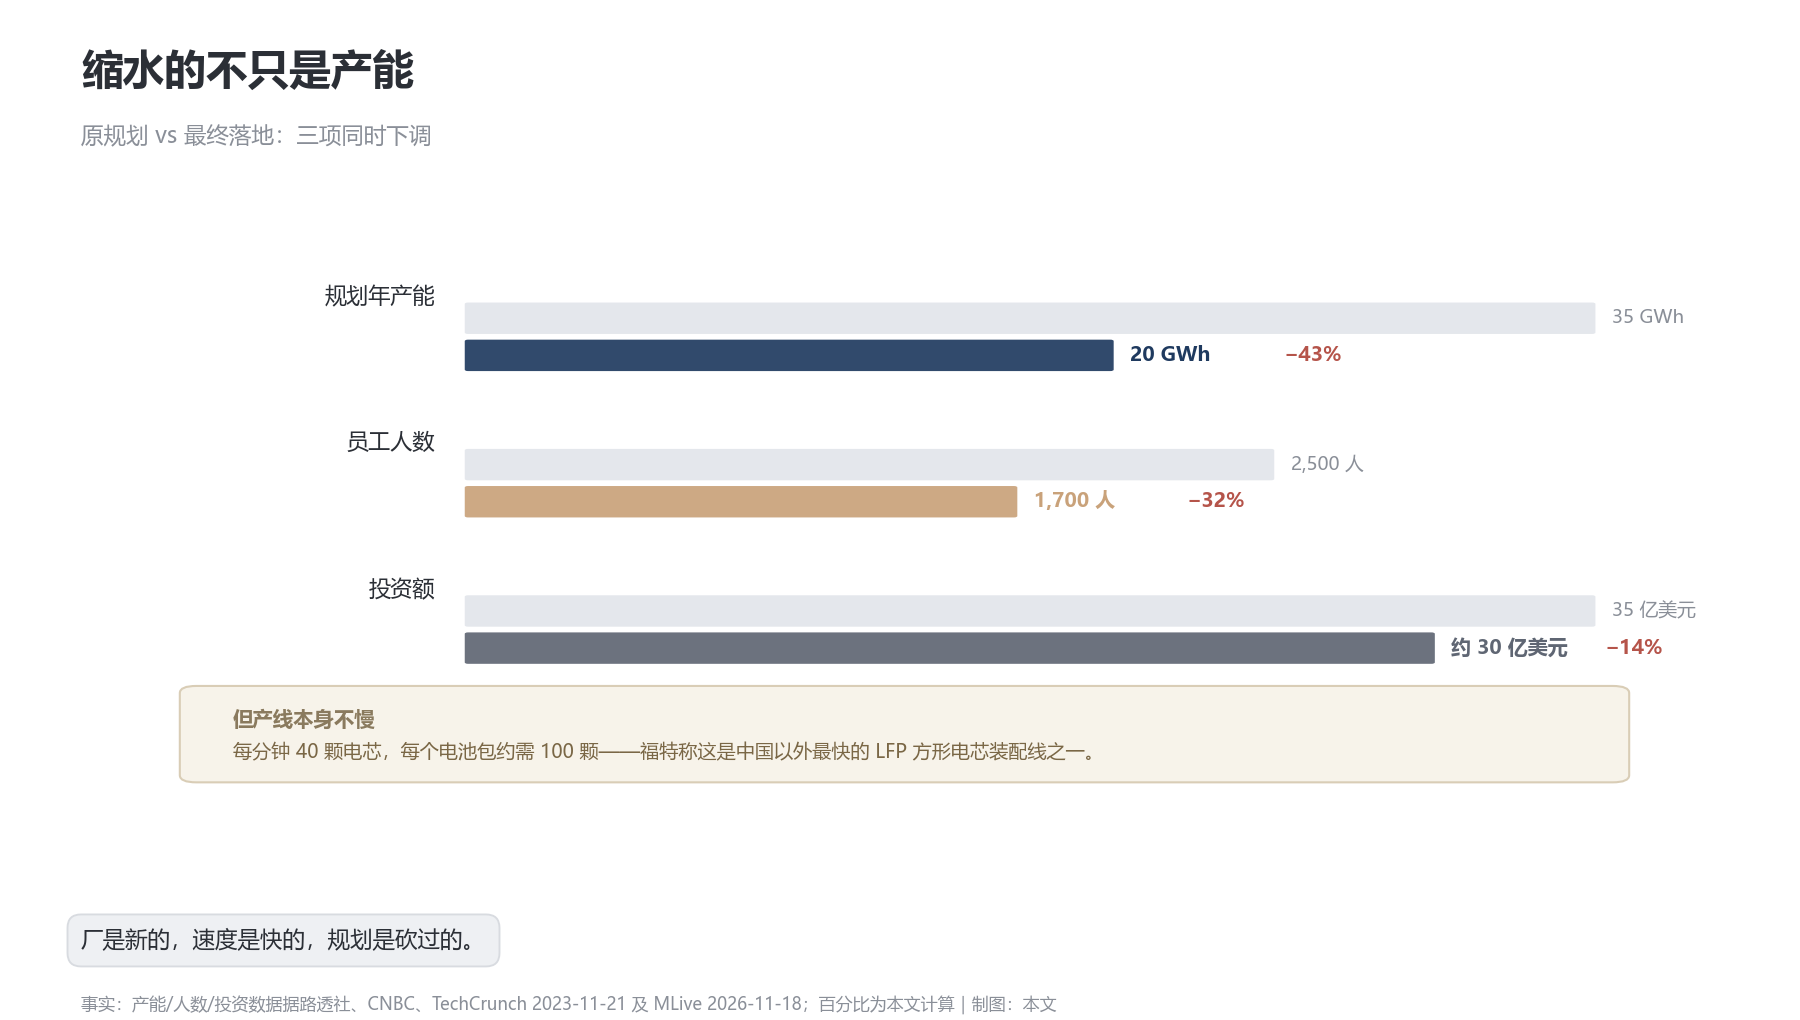 缩水的不只是产能
原规划 vs 最终落地：三项同时下调
规划年产能
35 GWh
20 GWh
−43%
员工人数
2,500 人
1,700 人
−32%
投资额
35 亿美元
约 30 亿美元
−14%
但产线本身不慢
每分钟 40 颗电芯，每个电池包约需 100 颗——福特称这是中国以外最快的 LFP 方形电芯装配线之一。
厂是新的，速度是快的，规划是砍过的。
事实：产能/人数/投资数据据路透社、CNBC、TechCrunch 2023-11-21 及 MLive 2026-11-18；百分比为本文计算 | 制图：本文